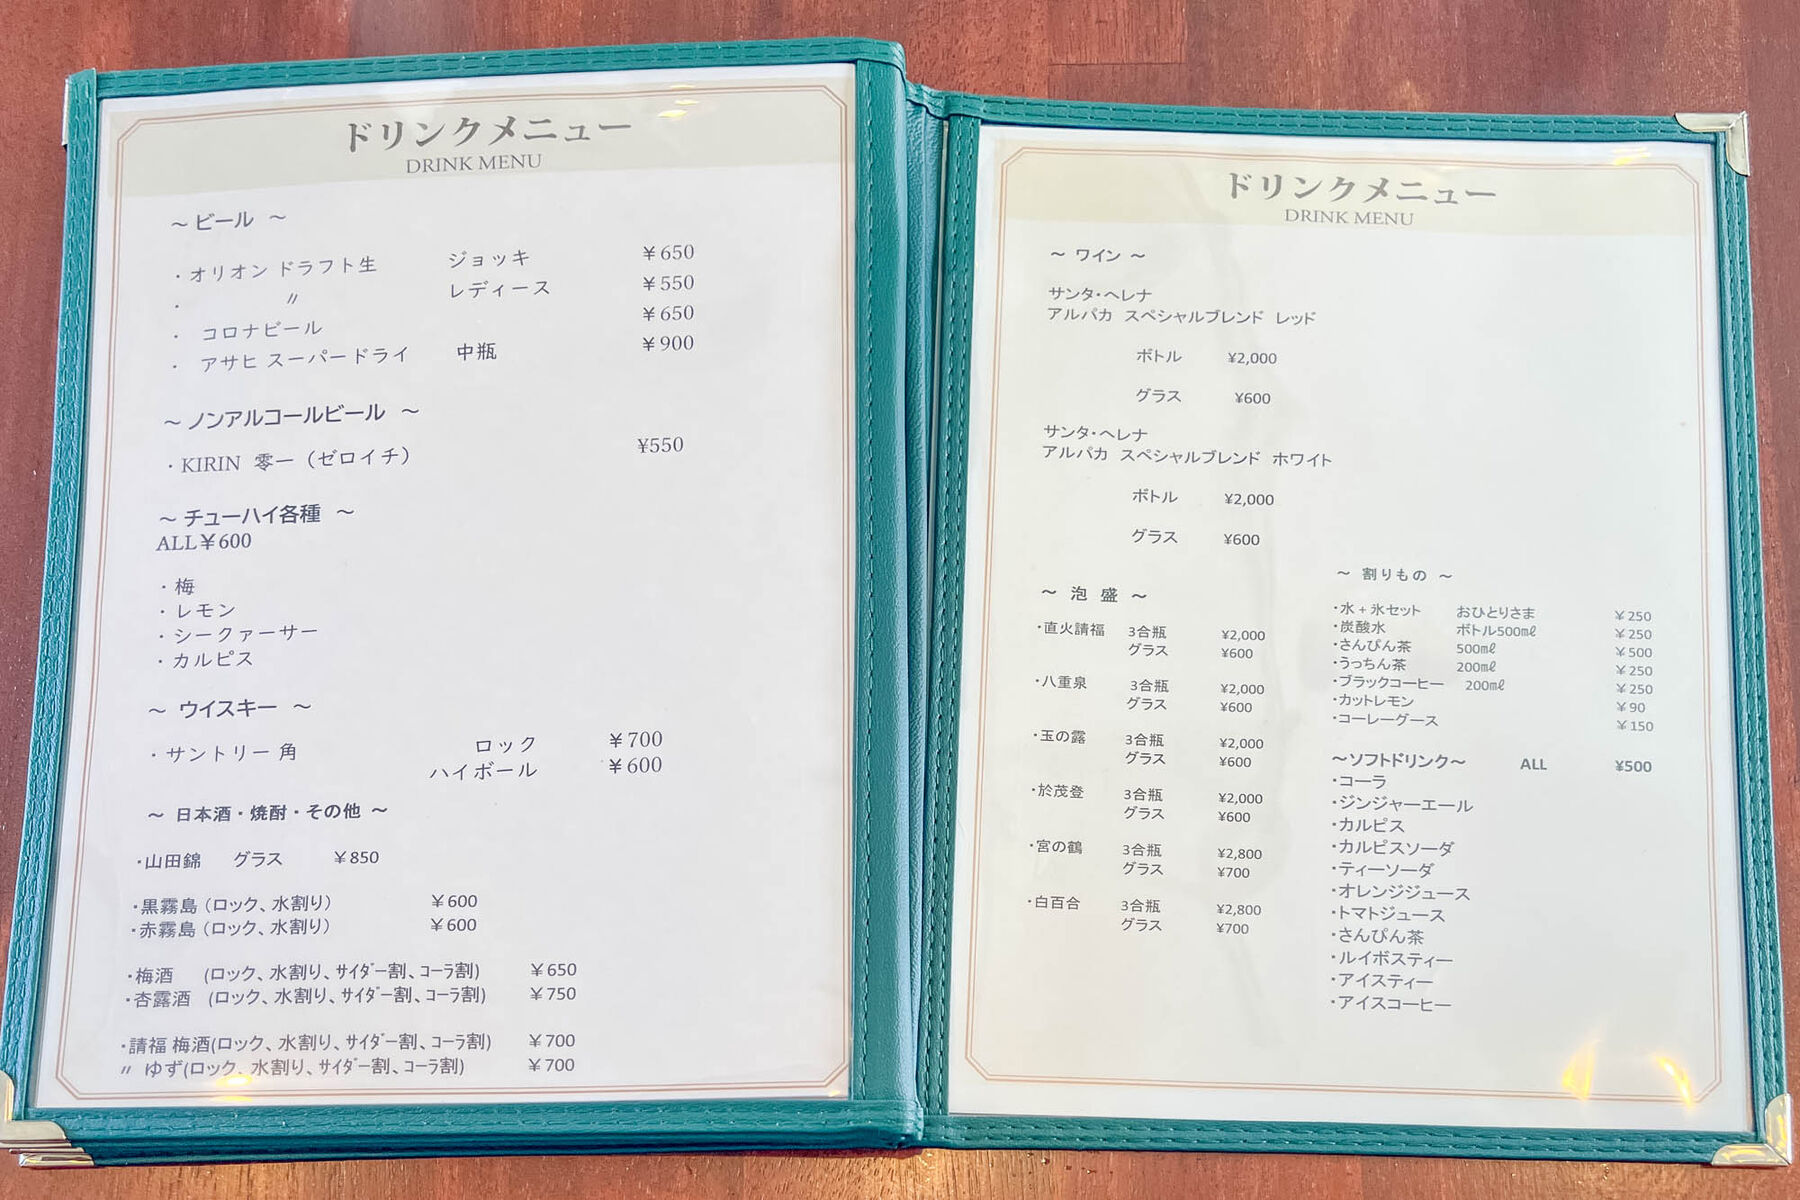 ドリンクメニュー
DRINK MENU
～ ビール ～
・オリオン ドラフト生 ジョッキ ￥650
・ 〃 レディース ￥550
・ コロナビール ￥650
・ アサヒ スーパードライ 中瓶 ￥900
～ ノンアルコールビール ～
・KIRIN 零一（ゼロイチ） ¥550
～ チューハイ各種 ～
ALL￥600
・梅
・レモン
・シークァーサー
・カルピス
～ ウイスキー ～
・サントリー 角 ロック ￥700
ハイボール ￥600
～ 日本酒・焼酎・その他 ～
・山田錦 グラス ￥850
・黒霧島（ロック、水割り） ￥600
・赤霧島（ロック、水割り） ￥600
・梅酒 (ロック、水割り、サイダー割、コーラ割) ￥650
・杏露酒 (ロック、水割り、サイダー割、コーラ割) ￥750
・請福 梅酒(ロック、水割り、サイダー割、コーラ割) ￥700
〃 ゆず(ロック、水割り、サイダー割、コーラ割) ￥700
ドリンクメニュー
DRINK MENU
～ ワイン ～
サンタ・ヘレナ
アルパカ スペシャルブレンド レッド
ボトル ¥2,000
グラス ¥600
サンタ・ヘレナ
アルパカ スペシャルブレンド ホワイト
ボトル ¥2,000
グラス ¥600
～ 泡 盛 ～
・直火請福 3合瓶 ¥2,000
グラス ¥600
・八重泉 3合瓶 ¥2,000
グラス ¥600
・玉の露 3合瓶 ¥2,000
グラス ¥600
・於茂登 3合瓶 ¥2,000
グラス ¥600
・宮の鶴 3合瓶 ¥2,800
グラス ¥700
・白百合 3合瓶 ¥2,800
グラス ¥700
～ 割りもの ～
・水＋氷セット おひとりさま ￥250
・炭酸水 ボトル500㎖ ￥250
・さんぴん茶 500㎖ ￥500
・うっちん茶 200㎖ ￥250
・ブラックコーヒー 200㎖ ￥250
・カットレモン ￥90
・コーレーグース ￥150
～ソフトドリンク～ ALL ¥500
・コーラ
・ジンジャーエール
・カルピス
・カルピスソーダ
・ティーソーダ
・オレンジジュース
・トマトジュース
・さんぴん茶
・ルイボスティー
・アイスティー
・アイスコーヒー